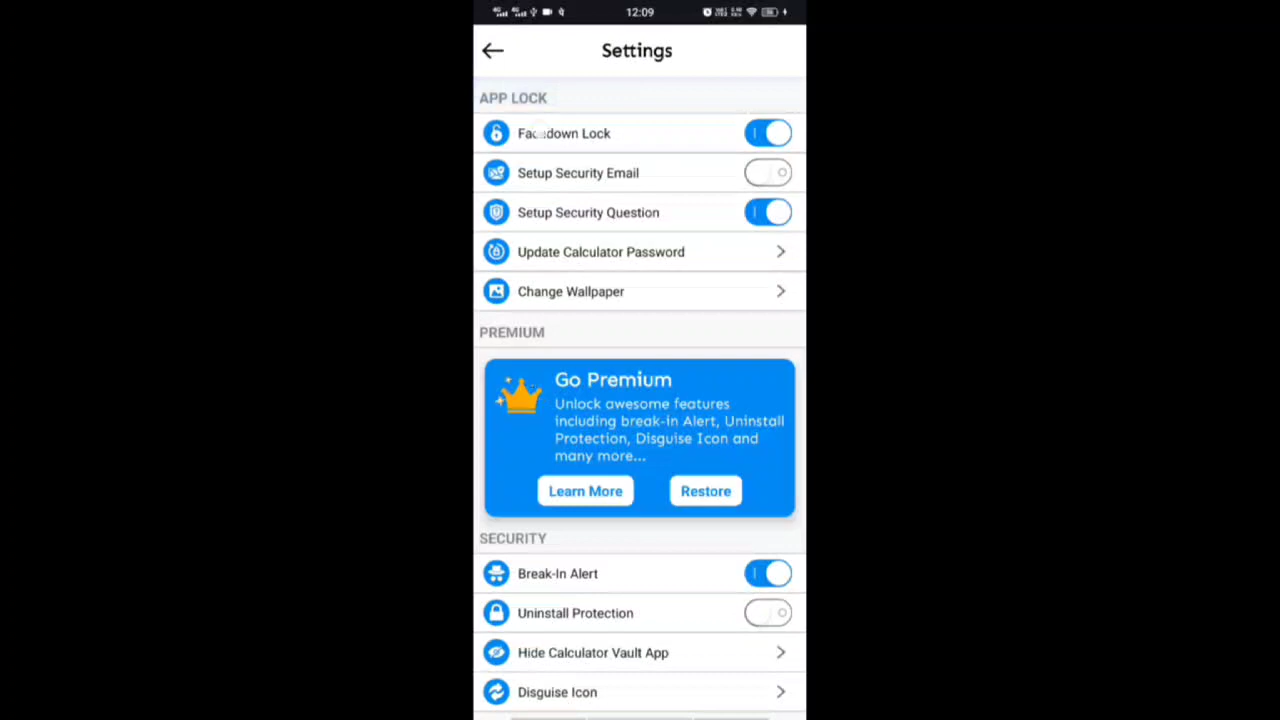 12:09
Settings
APP LOCK
Facedown Lock
Setup Security Email
Setup Security Question
Update Calculator Password
Change Wallpaper
PREMIUM
Go Premium
Unlock awesome features
including break-in Alert, Uninstall
Protection, Disguise Icon and
many more...
Learn More
Restore
SECURITY
Break-In Alert
Uninstall Protection
Hide Calculator Vault App
Disguise Icon